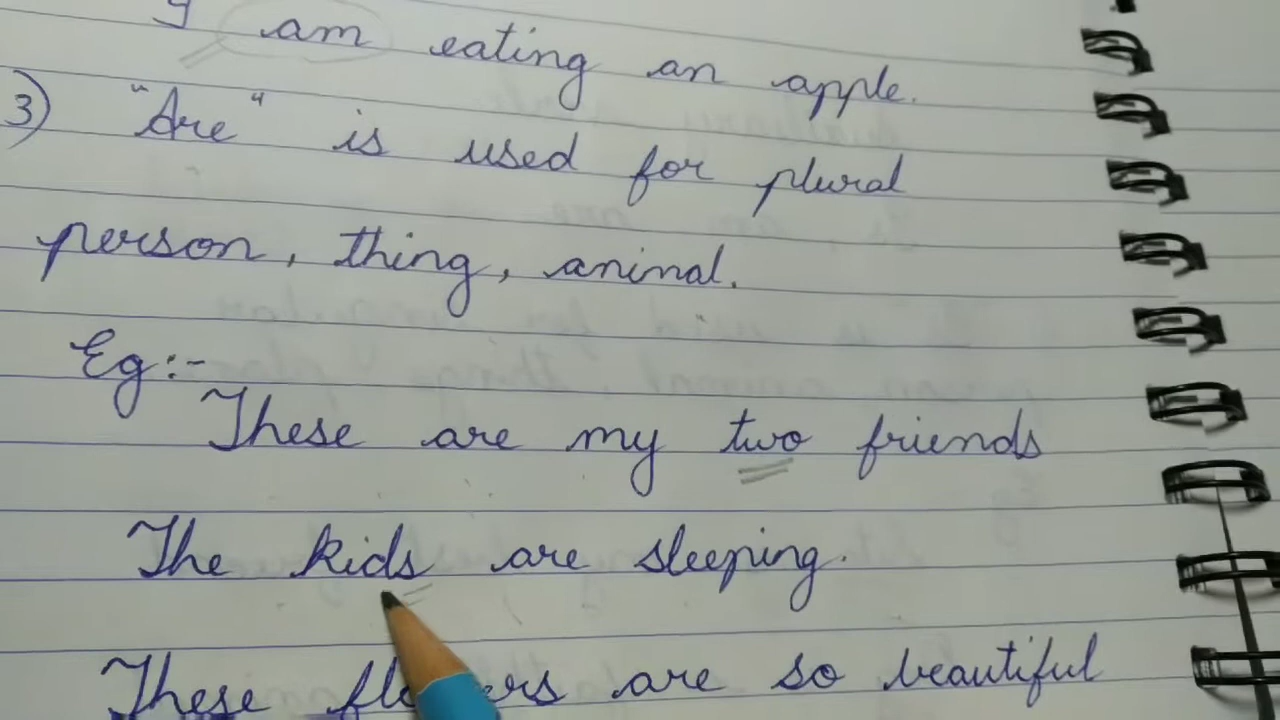 I am eating an apple.
3) "Are" is used for plural
person, thing, animal.
Eg:-
These are my two friends
The kids are sleeping.
These flowers are so beautiful